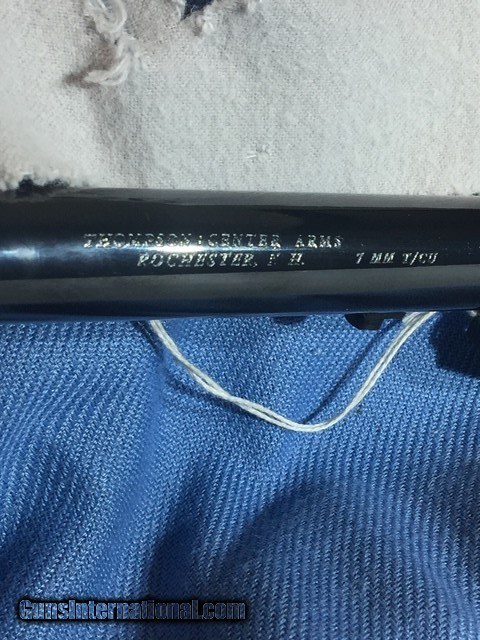 THOMPSON/CENTER ARMS
ROCHESTER, N.H. 7 MM T/CU
GunsInternational.com